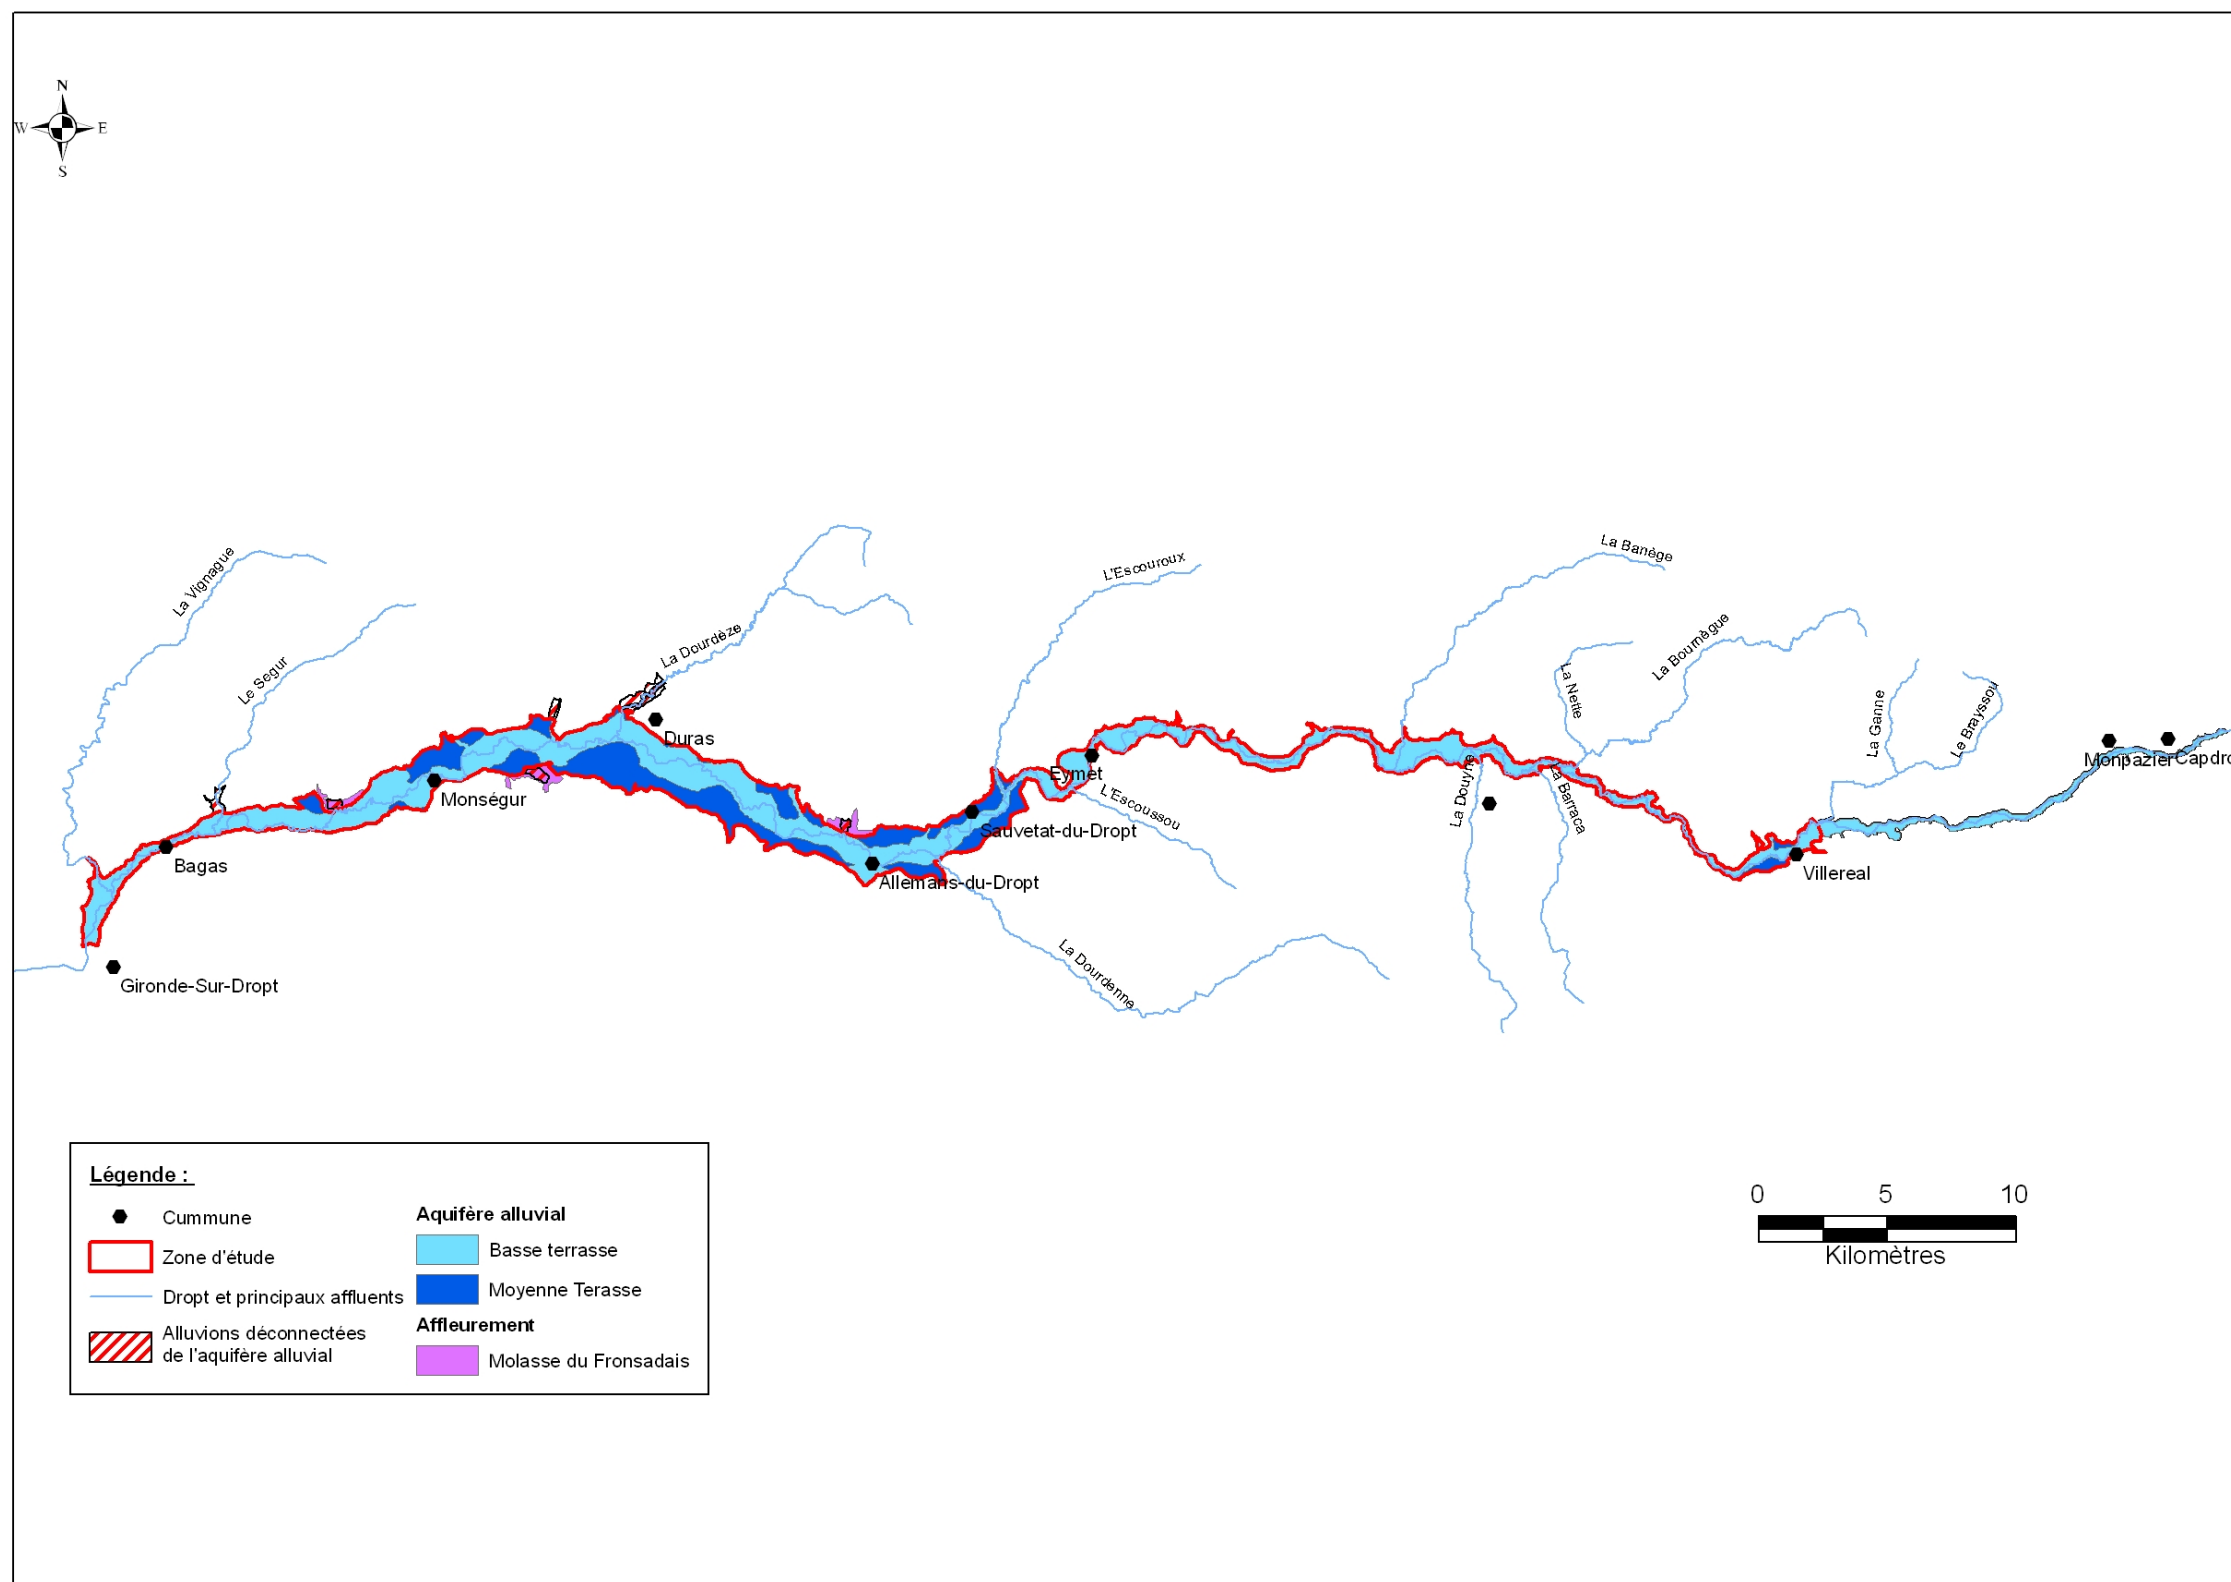 N
W E
S
La Vignague
Le Segur
La Dourdèze
L'Escouroux
La Banège
La Nette
La Bournègue
La Ganne
Le Brayssou
Duras
Monségur
Bagas
Gironde-Sur-Dropt
Eymet
L'Escoussou
Sauvetat-du-Dropt
Allemans-du-Dropt
La Dourdenne
La Douyne
La Barraca
Villereal
Monpazier
Capdro
Légende :
Cummune
Zone d'étude
Dropt et principaux affluents
Alluvions déconnectées
de l'aquifère alluvial
Aquifère alluvial
Basse terrasse
Moyenne Terasse
Affleurement
Molasse du Fronsadais
0 5 10
Kilomètres